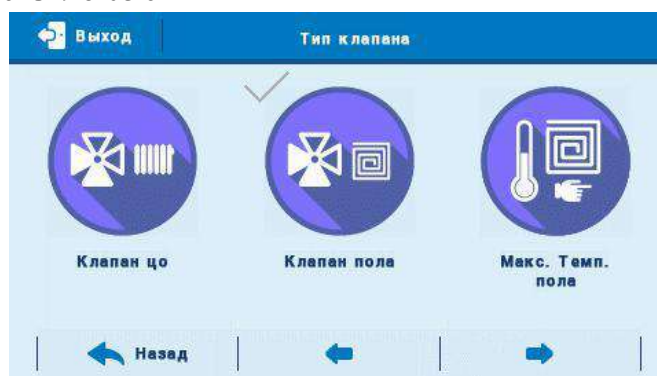 Выход
Тип клапана
Клапан цо
Клапан пола
Макс. Темп.
пола
Назад